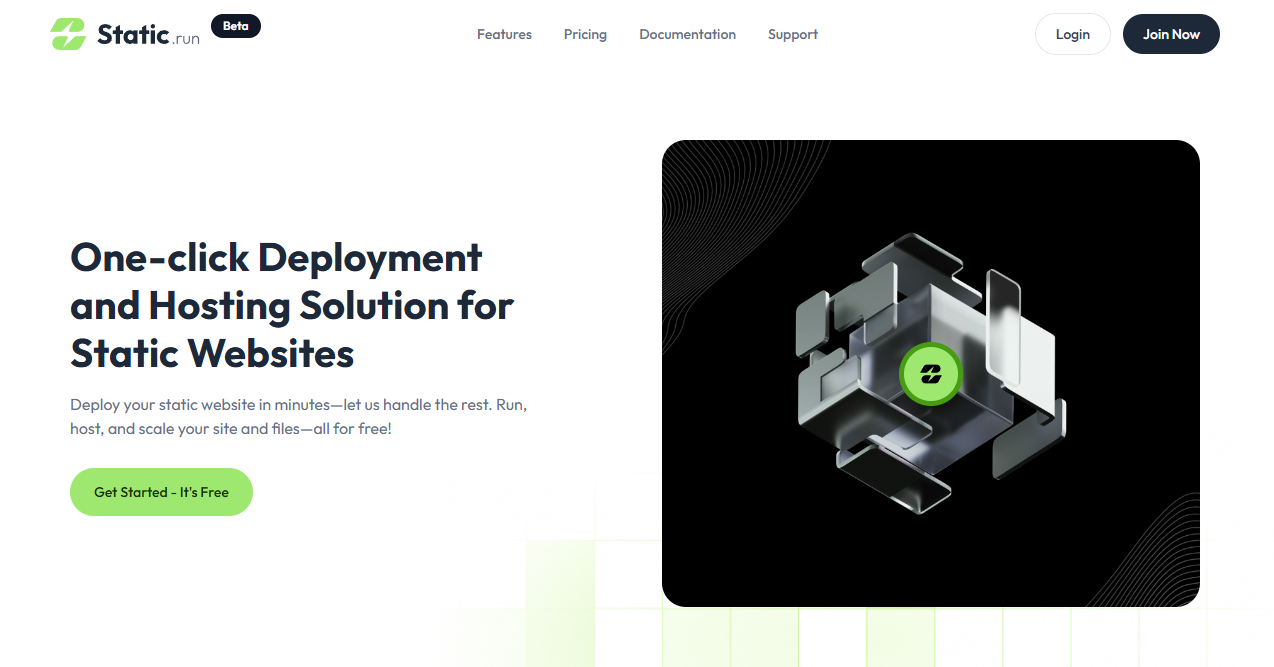 Static.run
Beta
Features
Pricing
Documentation
Support
Login
Join Now
One-click Deployment
and Hosting Solution for
Static Websites
Deploy your static website in minutes—let us handle the rest. Run,
host, and scale your site and files—all for free!
Get Started - It's Free